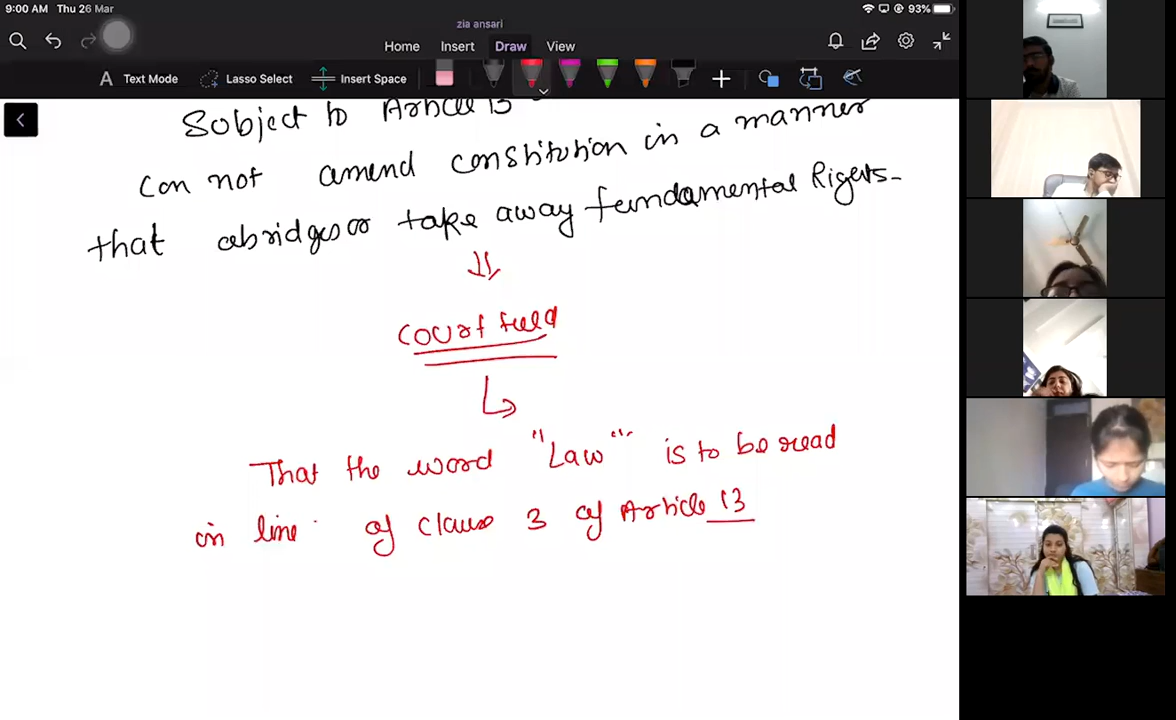 9:00 AM Thu 26 Mar
93%
zia ansari
Home Insert Draw View
Text Mode Lasso Select Insert Space
Subject to Article 13
can not amend constitution in a manner
that abridges or take away fundamental Rigets-
court field
That the word "Law" is to be read
in line of clause 3 of Article 13